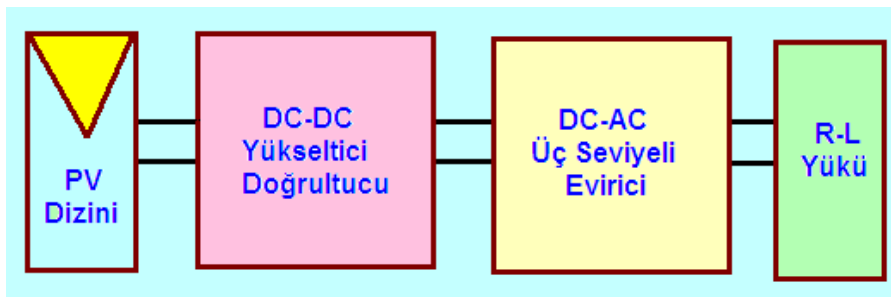 PV
Dizini
DC-DC
Yükseltici
Doğrultucu
DC-AC
Üç Seviyeli
Evirici
R-L
Yükü